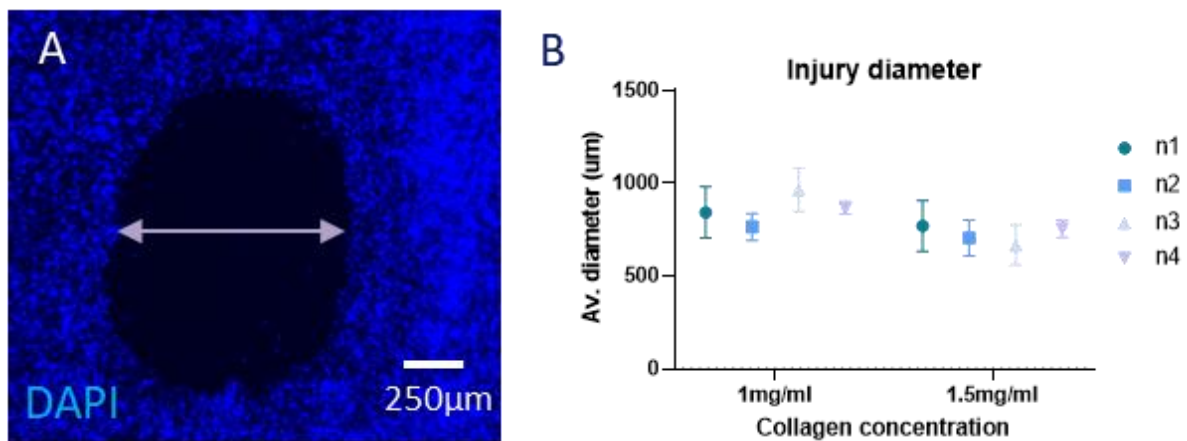 A
DAPI
250μm
B
Injury diameter
1500
1000
500
0
Av. diameter (um)
1mg/ml
1.5mg/ml
Collagen concentration
n1
n2
n3
n4